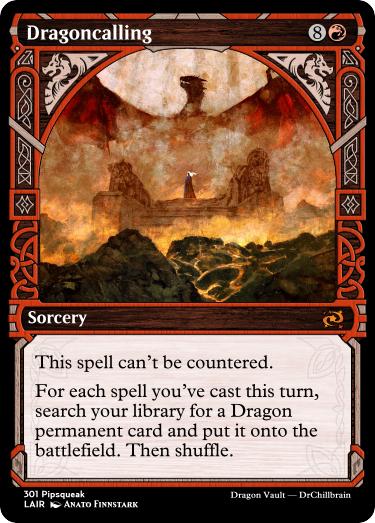 Dragoncalling 8
Sorcery
This spell can't be countered.
For each spell you've cast this turn,
search your library for a Dragon
permanent card and put it onto the
battlefield. Then shuffle.
301 Pipsqueak
LAIR Anato Finnstark
Dragon Vault — DrChillbrain